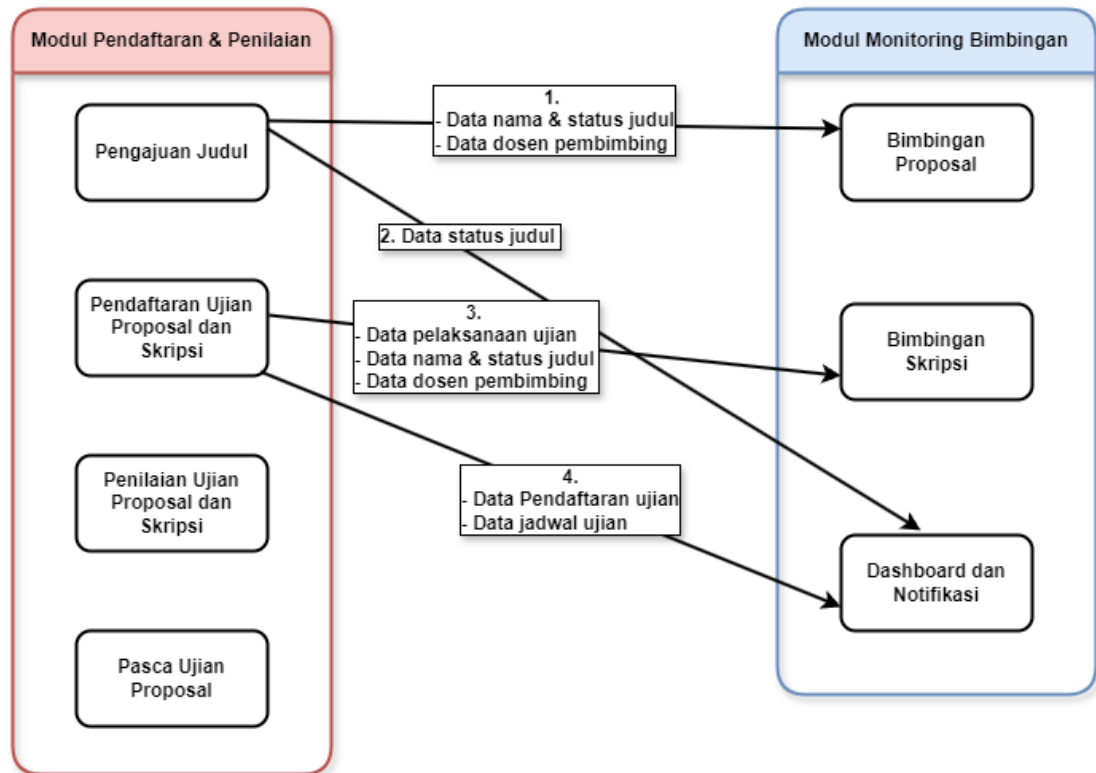 Modul Pendaftaran & Penilaian
Modul Monitoring Bimbingan
Pengajuan Judul
1.
- Data nama & status judul
- Data dosen pembimbing
Bimbingan
Proposal
2. Data status judul
Pendaftaran Ujian
Proposal dan
Skripsi
3.
- Data pelaksanaan ujian
- Data nama & status judul
- Data dosen pembimbing
Bimbingan
Skripsi
Penilaian Ujian
Proposal dan
Skripsi
4.
- Data Pendaftaran ujian
- Data jadwal ujian
Dashboard dan
Notifikasi
Pasca Ujian
Proposal